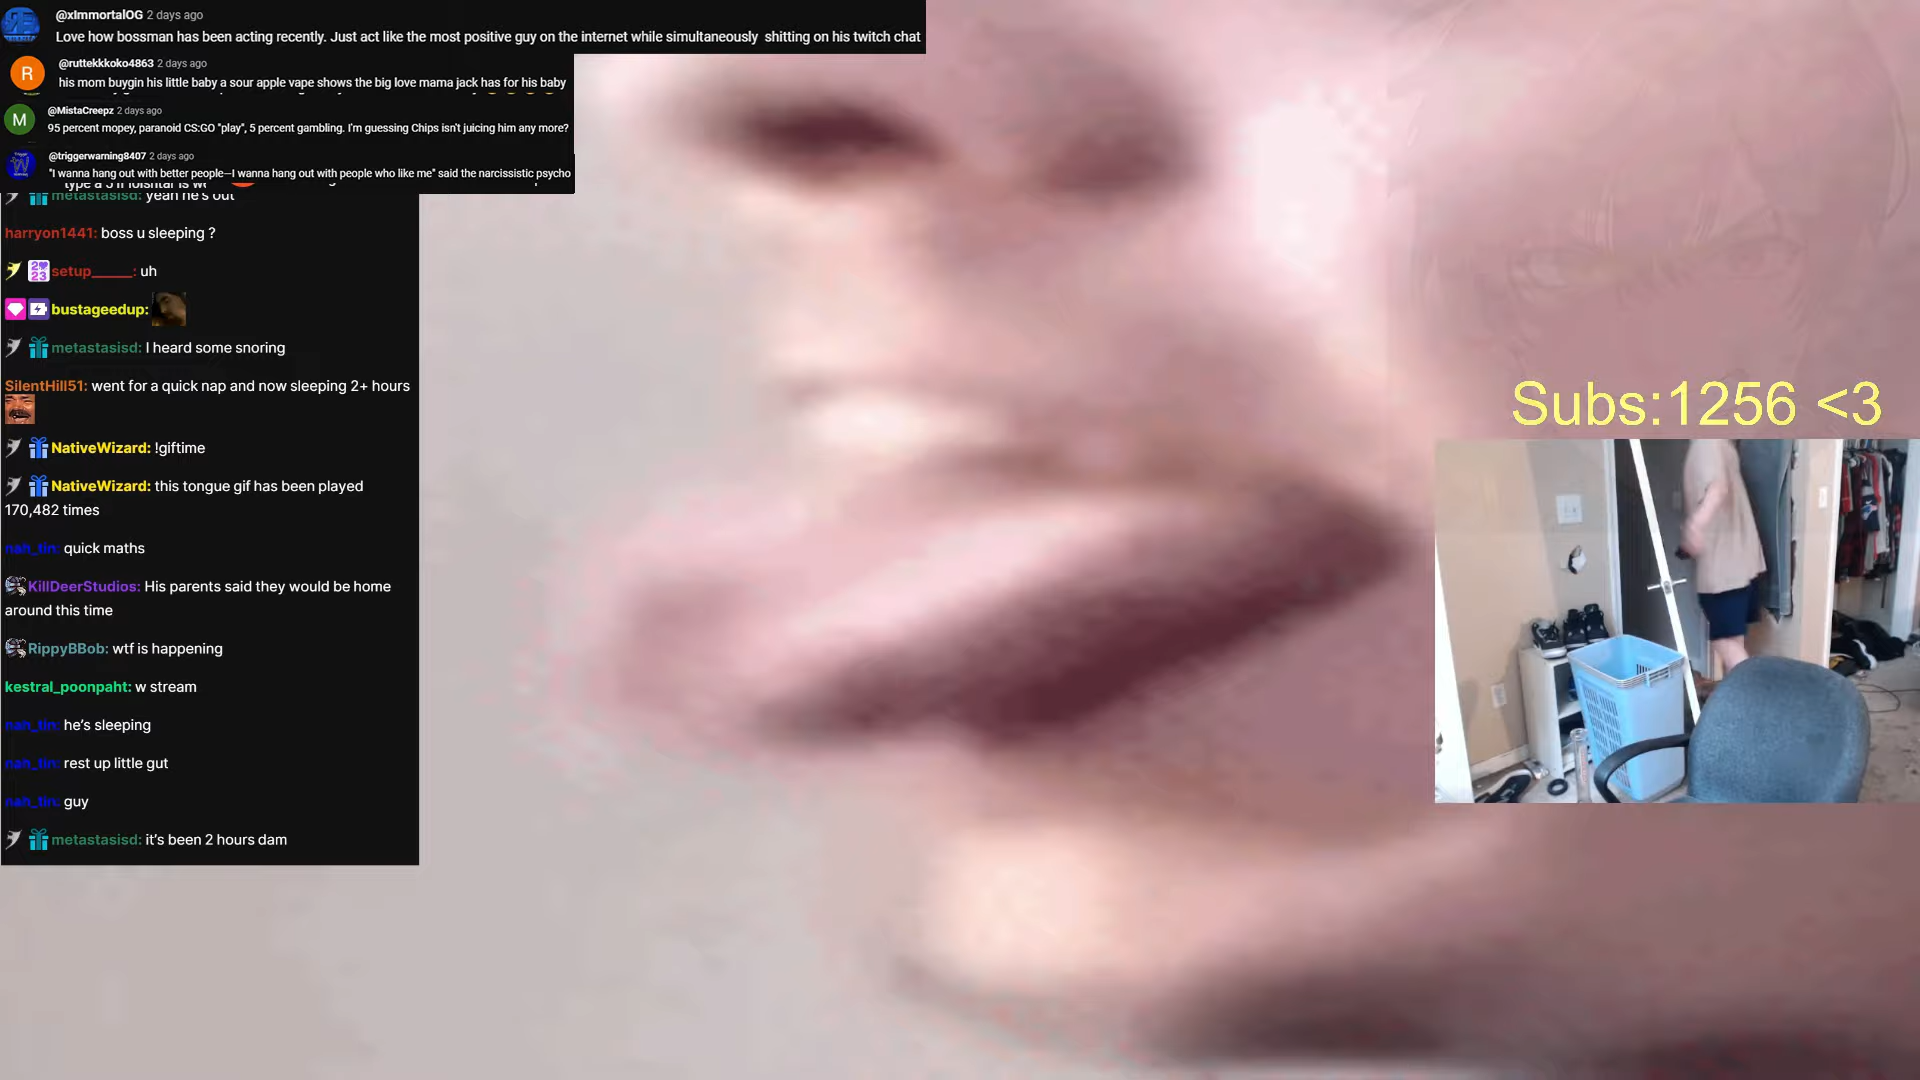 @xImmortalOG 2 days ago
Love how bossman has been acting recently. Just act like the most positive guy on the internet while simultaneously shitting on his twitch chat
R
@ruttekkkoko4863 2 days ago
his mom buygin his little baby a sour apple vape shows the big love mama jack has for his baby
M
@MistaCreepz 2 days ago
95 percent mopey, paranoid CS:GO "play", 5 percent gambling. I'm guessing Chips isn't juicing him any more?
@triggerwarning8407 2 days ago
"I wanna hang out with better people—I wanna hang out with people who like me" said the narcissistic psycho
metastasisd: yeah he's out
harryon1441: boss u sleeping ?
setup_____: uh
bustageedup:
metastasisd: I heard some snoring
SilentHill51: went for a quick nap and now sleeping 2+ hours
NativeWizard: !giftime
NativeWizard: this tongue gif has been played
170,482 times
nah_tin: quick maths
KillDeerStudios: His parents said they would be home
around this time
RippyBBob: wtf is happening
kestral_poonpaht: w stream
nah_tin: he's sleeping
nah_tin: rest up little gut
nah_tin: guy
metastasisd: it's been 2 hours dam
Subs:1256 <3